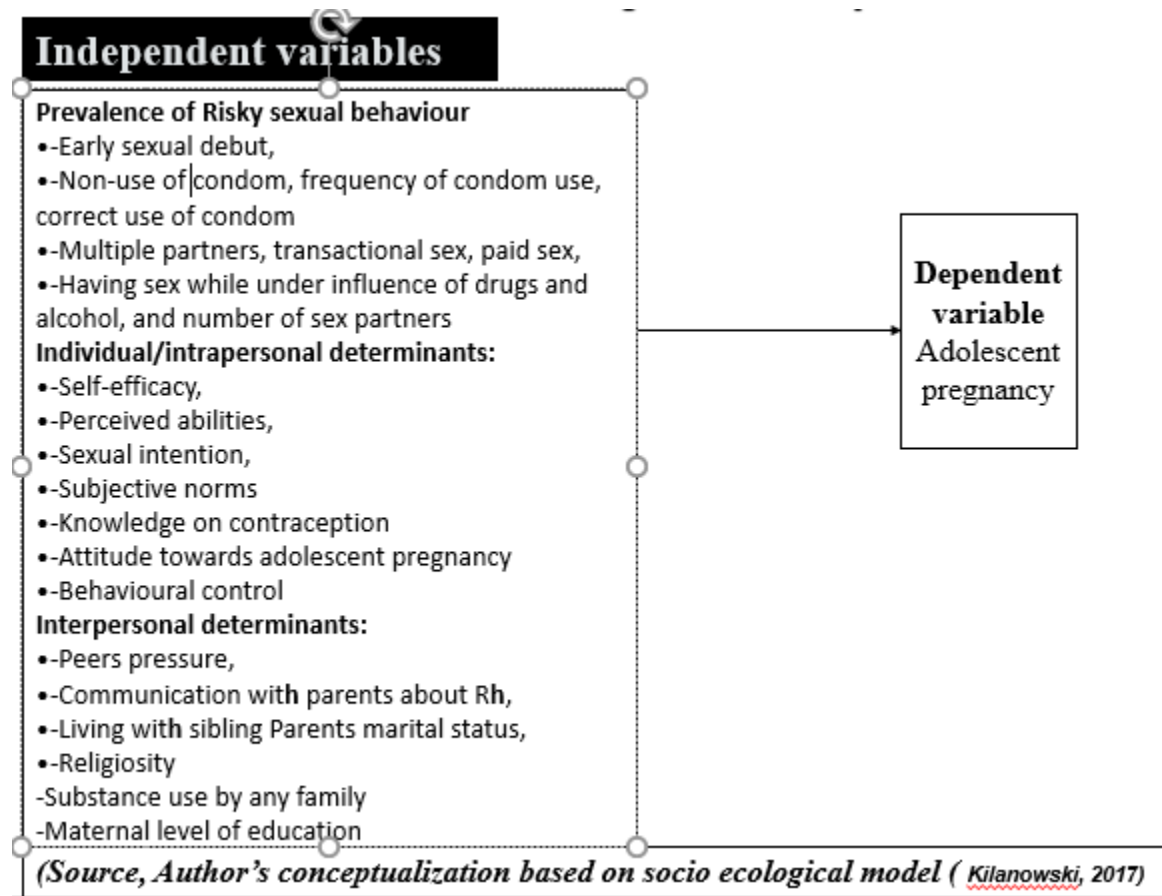 Independent variables
Prevalence of Risky sexual behaviour
•-Early sexual debut,
•-Non-use of condom, frequency of condom use,
correct use of condom
•-Multiple partners, transactional sex, paid sex,
•-Having sex while under influence of drugs and
alcohol, and number of sex partners
Individual/intrapersonal determinants:
•-Self-efficacy,
•-Perceived abilities,
•-Sexual intention,
•-Subjective norms
•-Knowledge on contraception
•-Attitude towards adolescent pregnancy
•-Behavioural control
Interpersonal determinants:
•-Peers pressure,
•-Communication with parents about Rh,
•-Living with sibling Parents marital status,
•-Religiosity
-Substance use by any family
-Maternal level of education
Dependent
variable
Adolescent
pregnancy
(Source, Author’s conceptualization based on socio ecological model ( Kilanowski, 2017)